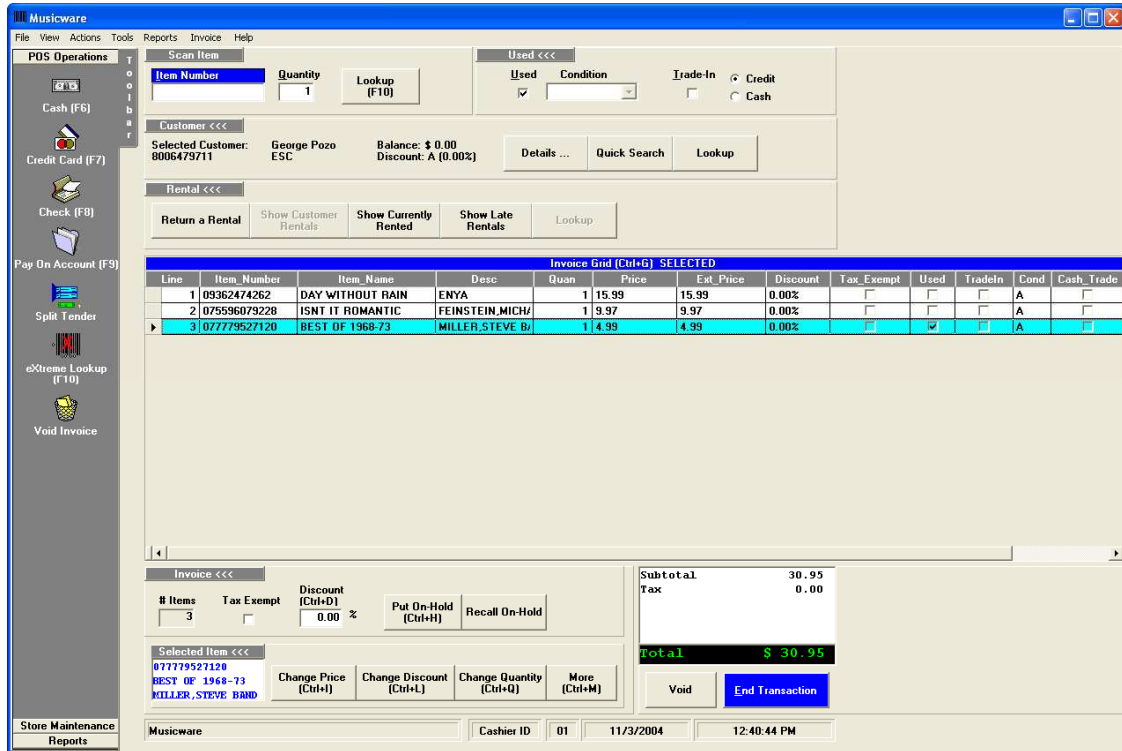 Musicware
File View Actions Tools Reports Invoice Help
POS Operations
Toolbar
Cash (F6)
Credit Card (F7)
Check (F8)
Pay On Account (F9)
Split Tender
eXtreme Lookup
(F10)
Void Invoice
Store Maintenance
Reports
Scan Item
Item Number Quantity
1
Lookup
(F10)
Used <<<
Used Condition Trade-In Credit
Cash
Customer <<<
Selected Customer: George Pozo Balance: $ 0.00
8006479711 ESC Discount: A (0.00%)
Details ... Quick Search Lookup
Rental <<<
Return a Rental
Show Customer
Rentals
Show Currently
Rented
Show Late
Rentals
Lookup
Invoice Grid (Ctrl+G) SELECTED
Line Item_Number Item_Name Desc Quan Price Ext_Price Discount Tax_Exempt Used TradeIn Cond Cash_Trade
1 09362474262 DAY WITHOUT RAIN ENYA 1 15.99 15.99 0.00% A
2 075596079228 ISNT IT ROMANTIC FEINSTEIN,MICHA 1 9.97 9.97 0.00% A
3 077779527120 BEST OF 1968-73 MILLER,STEVE BA 1 4.99 4.99 0.00% A
Invoice <<<
# Items Tax Exempt
3
Discount
(Ctrl+D)
0.00 %
Put On-Hold
(Ctrl+H)
Recall On-Hold
Subtotal 30.95
Tax 0.00
Total $ 30.95
Selected Item <<<
077779527120
BEST OF 1968-73
MILLER,STEVE BAND
Change Price
(Ctrl+I)
Change Discount
(Ctrl+L)
Change Quantity
(Ctrl+Q)
More
(Ctrl+M)
Void End Transaction
Musicware Cashier ID 01 11/3/2004 12:40:44 PM